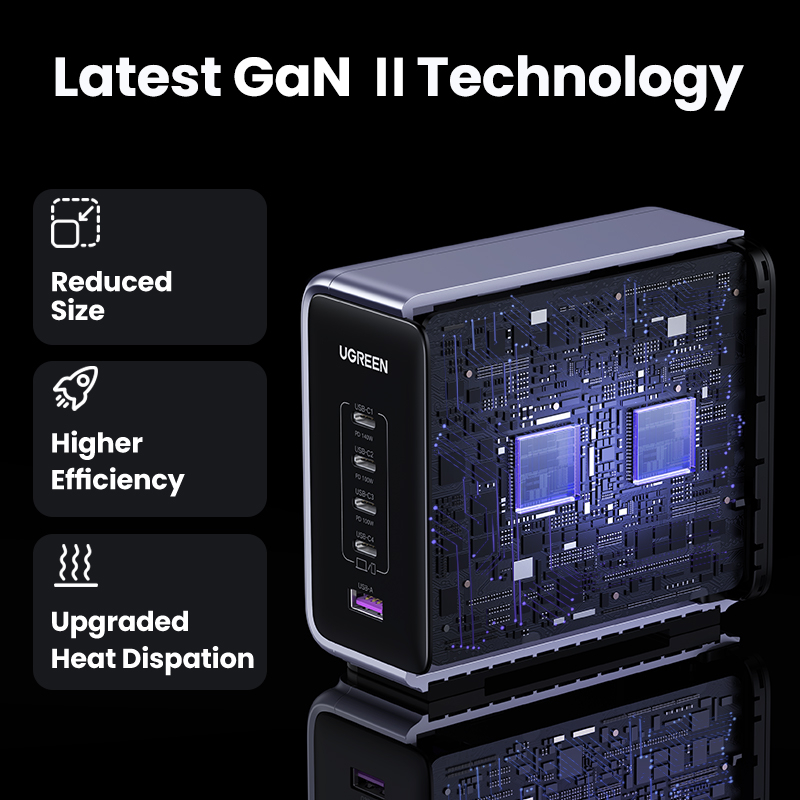 Latest GaN II Technology
Reduced
Size
Higher
Efficiency
Upgraded
Heat Dispation
UGREEN
USB-C1
PD 140W
USB-C2
PD 100W
USB-C3
PD 100W
USB-C4
USB-A